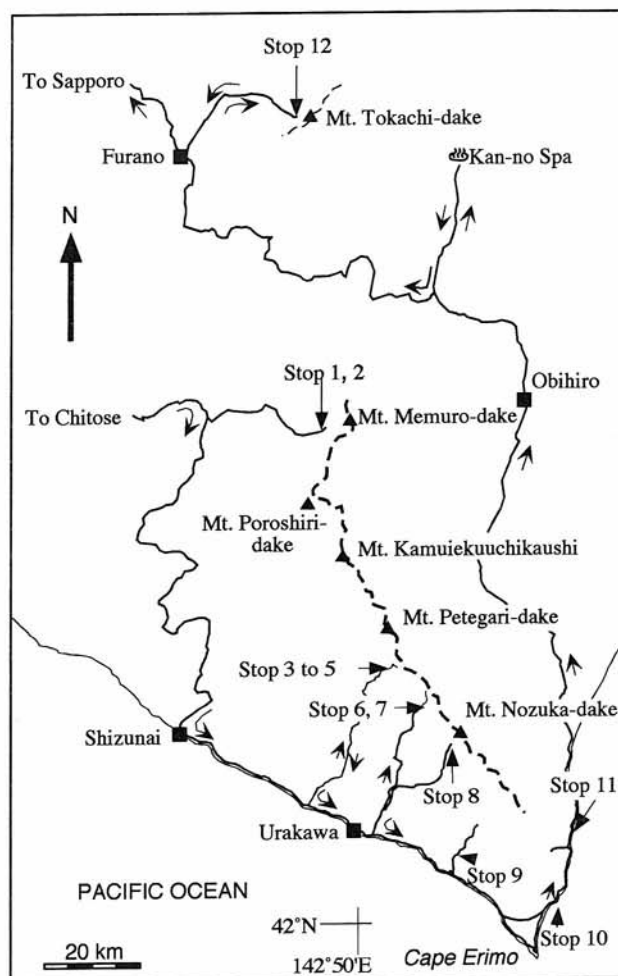 Stop 12
To Sapporo
Mt. Tokachi-dake
Furano
Kan-no Spa
N
Stop 1, 2
Obihiro
To Chitose
Mt. Memuro-dake
Mt. Poroshiri-
dake
Mt. Kamuiekuuchikaushi
Mt. Petegari-dake
Stop 3 to 5
Stop 6, 7
Mt. Nozuka-dake
Shizunai
Stop 8
Stop 11
Urakawa
Stop 9
PACIFIC OCEAN
42°N
Stop 10
20 km
142°50'E
Cape Erimo